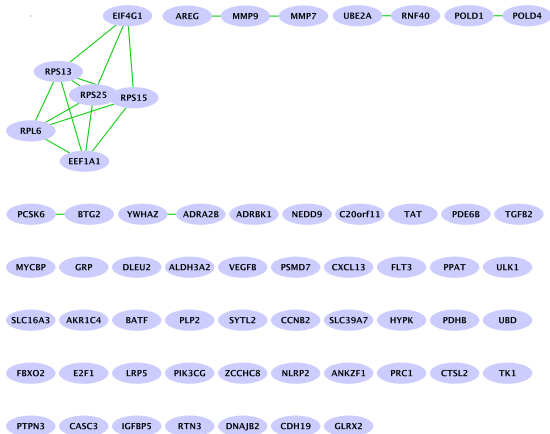 EIF4G1 AREG MMP9 MMP7 UBE2A RNF40 POLD1 POLD4
RPS13
RPS25 RPS15
RPL6
EEF1A1
PCSK6 BTG2 YWHAZ ADRA2B ADRBK1 NEDD9 C20orf11 TAT PDE6B TGFB2
MYCBP GRP DLEU2 ALDH3A2 VEGFB PSMD7 CXCL13 FLT3 PPAT ULK1
SLC16A3 AKR1C4 BATF PLP2 SYTL2 CCNB2 SLC39A7 HYPK PDHB UBD
FBXO2 E2F1 LRP5 PIK3CG ZCCHC8 NLRP2 ANKZF1 PRC1 CTSL2 TK1
PTPN3 CASC3 IGFBP5 RTN3 DNAJB2 CDH19 GLRX2